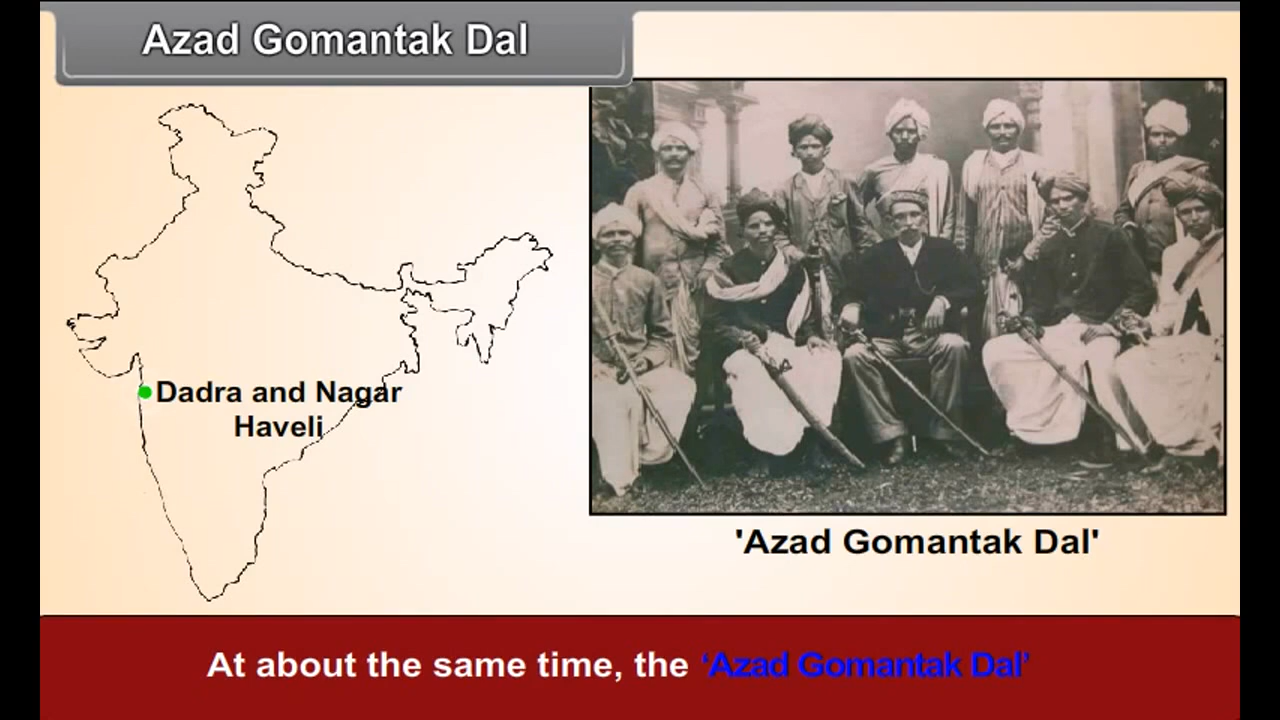 Azad Gomantak Dal
Dadra and Nagar
Haveli
'Azad Gomantak Dal'
At about the same time, the ‘Azad Gomantak Dal’